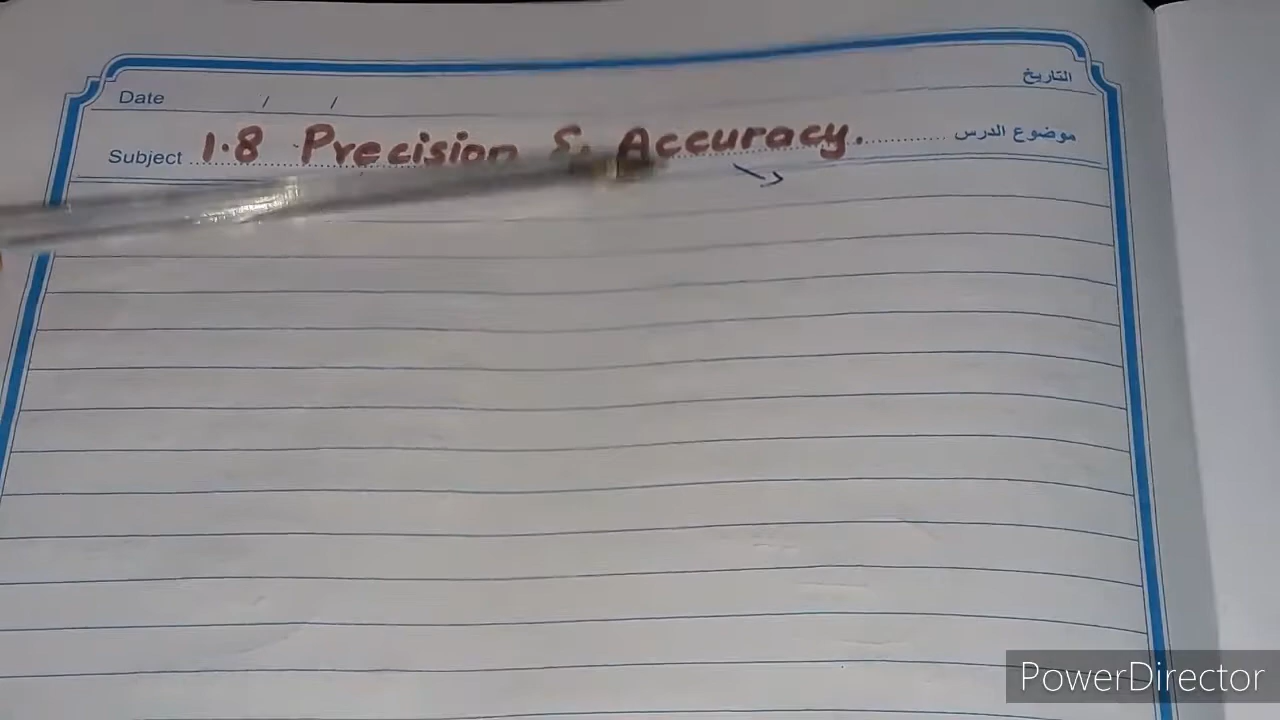 Date / / التاريخ
Subject 1.8 Precision & Accuracy. موضوع الدرس
PowerDirector